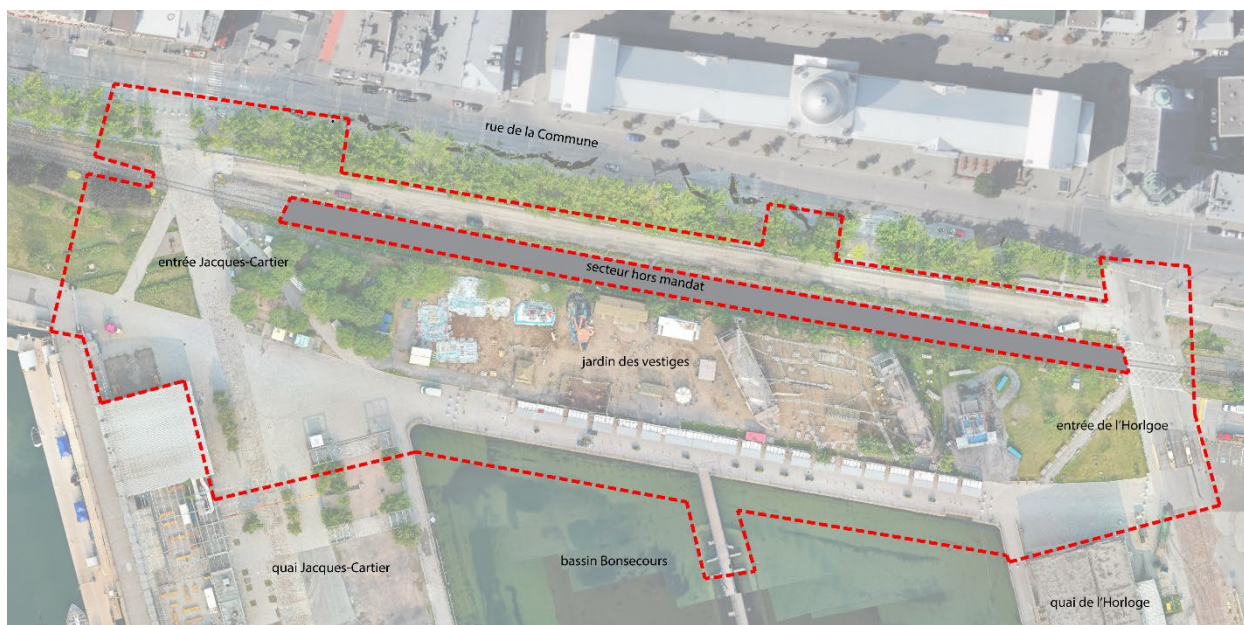 rue de la Commune
entrée Jacques-Cartier
secteur hors mandat
jardin des vestiges
entrée de l'Horlgoe
bassin Bonsecours
quai Jacques-Cartier
quai de l'Horloge